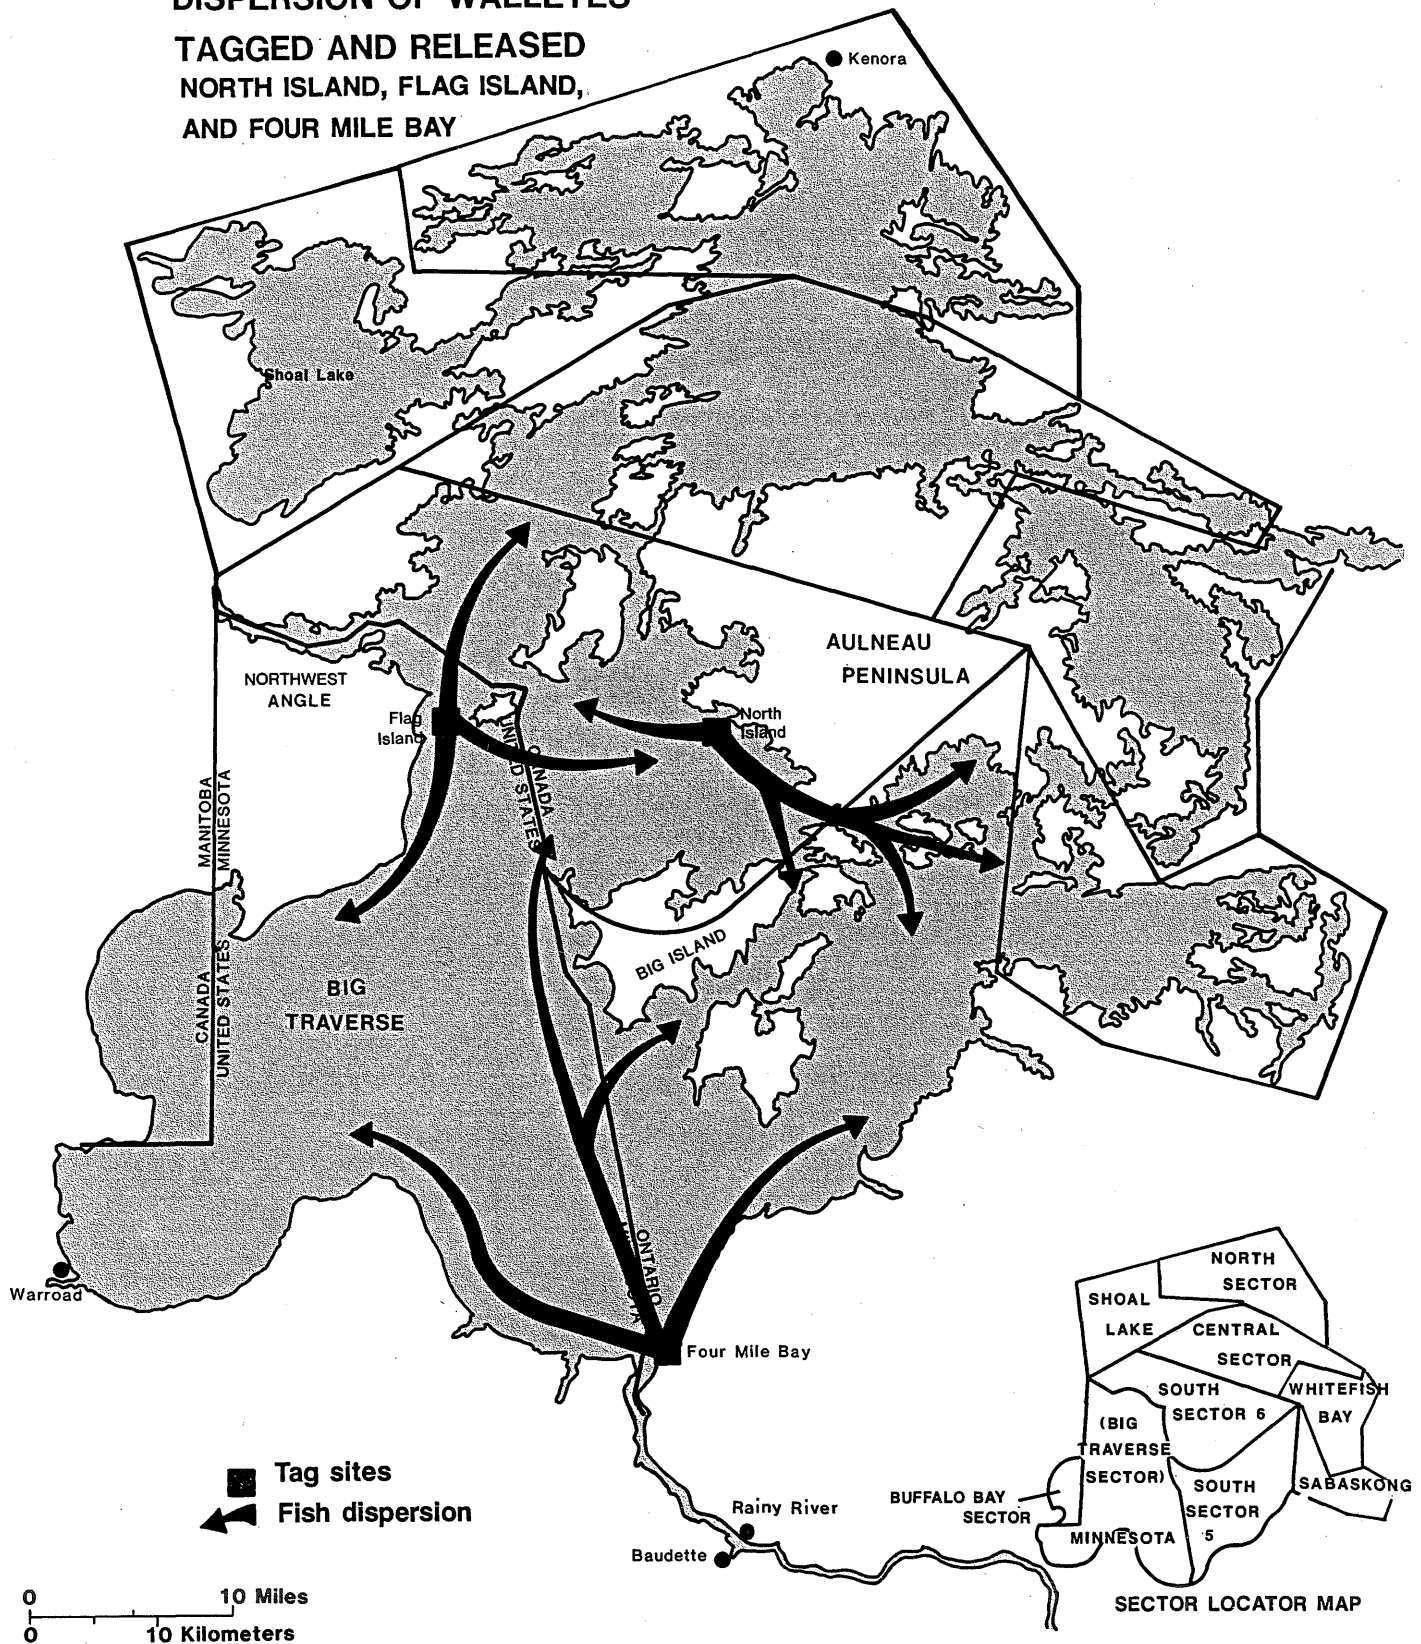 DISPERSION OF WALLEYES
TAGGED AND RELEASED
NORTH ISLAND, FLAG ISLAND,
AND FOUR MILE BAY
Kenora
Shoal Lake
AULNEAU
PENINSULA
NORTHWEST
ANGLE
Flag
Island
North
Island
CANADA
UNITED STATES
MANITOBA
MINNESOTA
BIG ISLAND
BIG
TRAVERSE
CANADA
UNITED STATES
ONTARIO
Warroad
Four Mile Bay
Tag sites
Fish dispersion
Rainy River
Baudette
0 10 Miles
0 10 Kilometers
NORTH
SECTOR
SHOAL
LAKE
CENTRAL
SECTOR
SOUTH
SECTOR 6
WHITEFISH
BAY
(BIG
TRAVERSE
SECTOR)
SOUTH
SECTOR
5
SABASKONG
BUFFALO BAY
SECTOR
MINNESOTA
SECTOR LOCATOR MAP